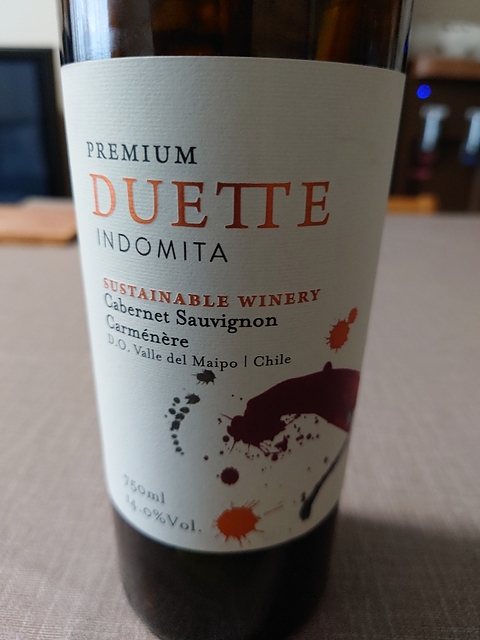 PREMIUM
DUETTE
INDOMITA
SUSTAINABLE WINERY
Cabernet Sauvignon
Carménère
D.O. Valle del Maipo | Chile
750ml
14.0%Vol.